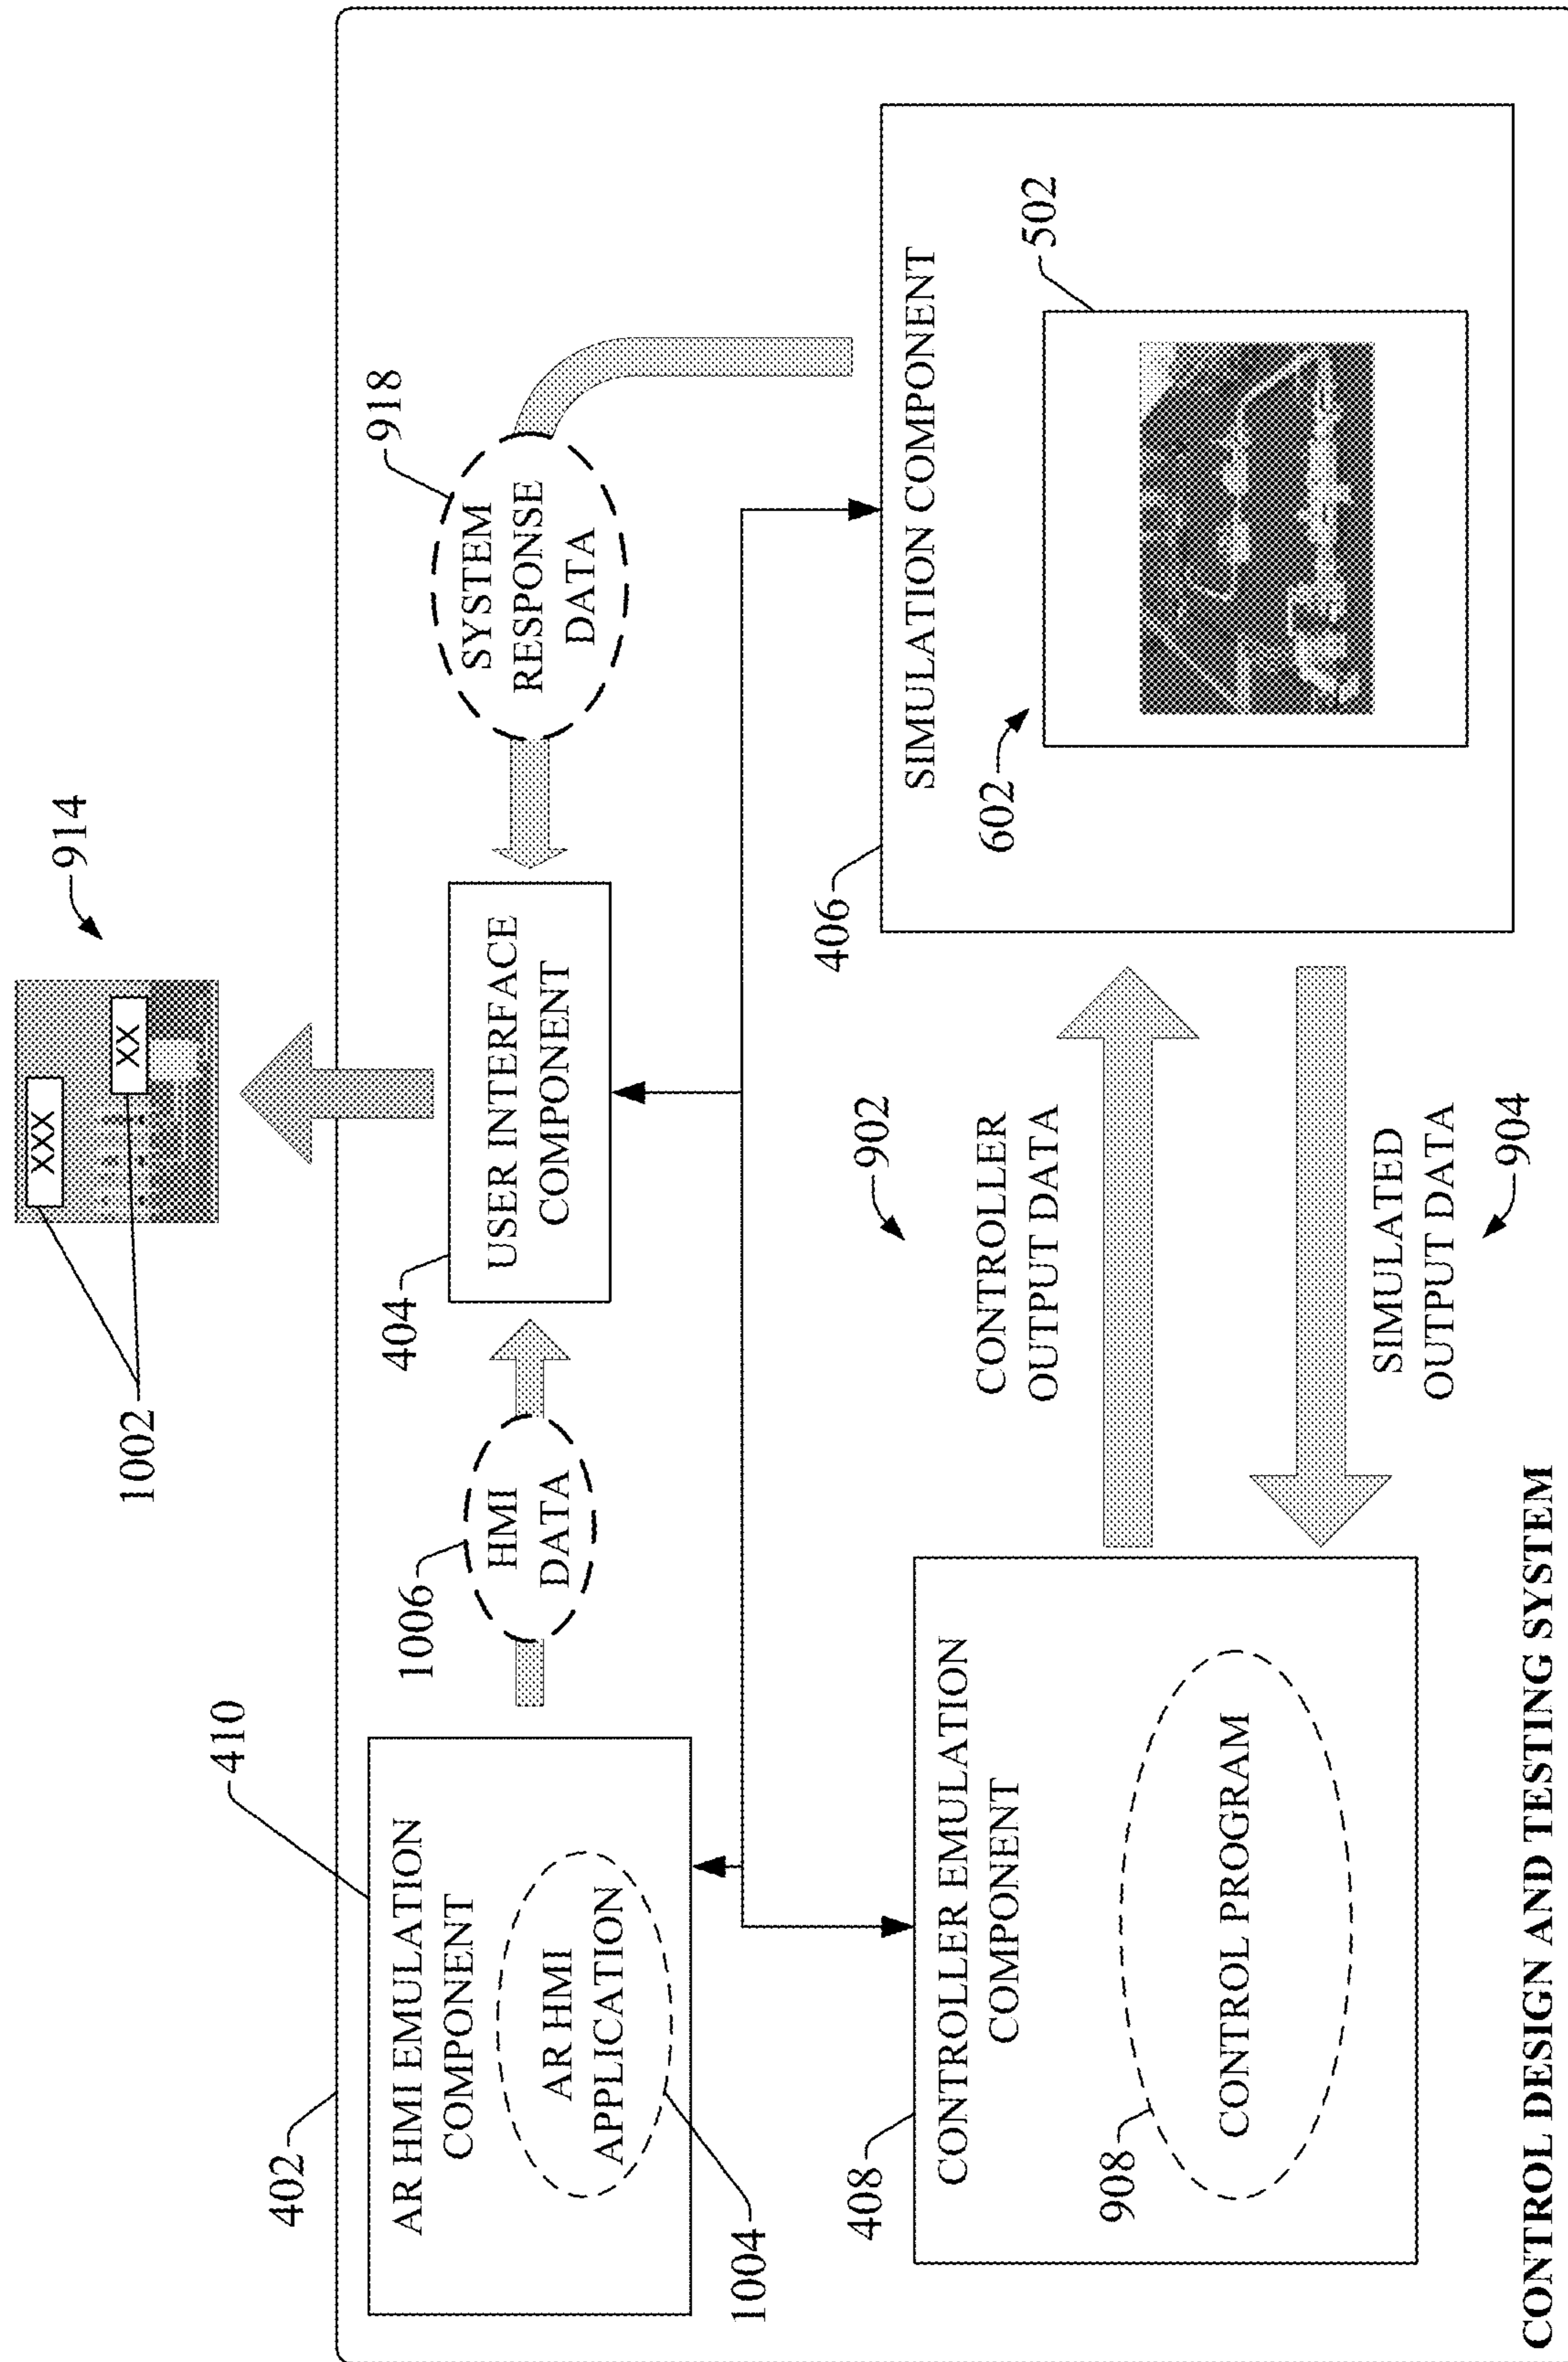 914
1002
XXX
XX
402
410
AR HMI EMULATION
COMPONENT
AR HMI
APPLICATION
1004
1006
HMI
DATA
404
USER INTERFACE
COMPONENT
918
SYSTEM
RESPONSE
DATA
408
CONTROLLER EMULATION
COMPONENT
908
CONTROL PROGRAM
902
CONTROLLER
OUTPUT DATA
SIMULATED
OUTPUT DATA
904
406
SIMULATION COMPONENT
602
502
CONTROL DESIGN AND TESTING SYSTEM